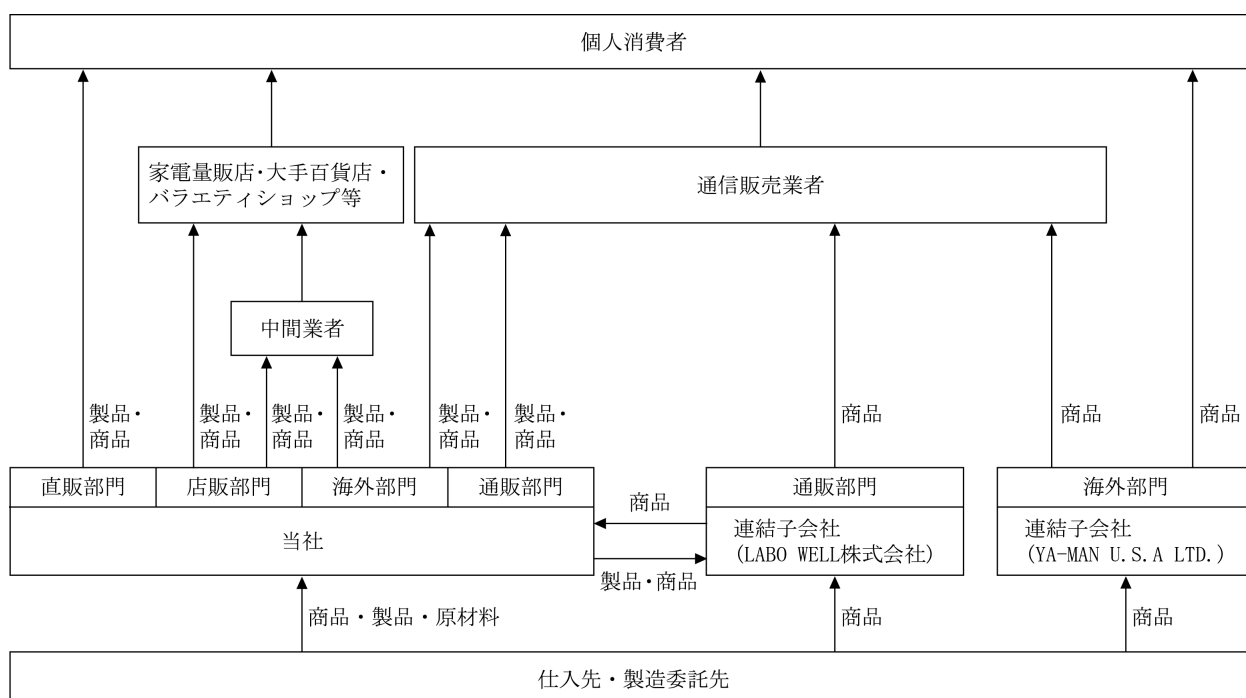 個人消費者
家電量販店・大手百貨店・
バラエティショップ等
通信販売業者
中間業者
製品・
商品
製品・
商品
製品・
商品
製品・
商品
製品・
商品
製品・
商品
商品
商品
商品
直販部門
店販部門
海外部門
通販部門
通販部門
海外部門
当社
商品
製品・商品
連結子会社
(LABO WELL株式会社)
連結子会社
(YA-MAN U.S.A LTD.)
商品・製品・原材料
商品
商品
仕入先・製造委託先